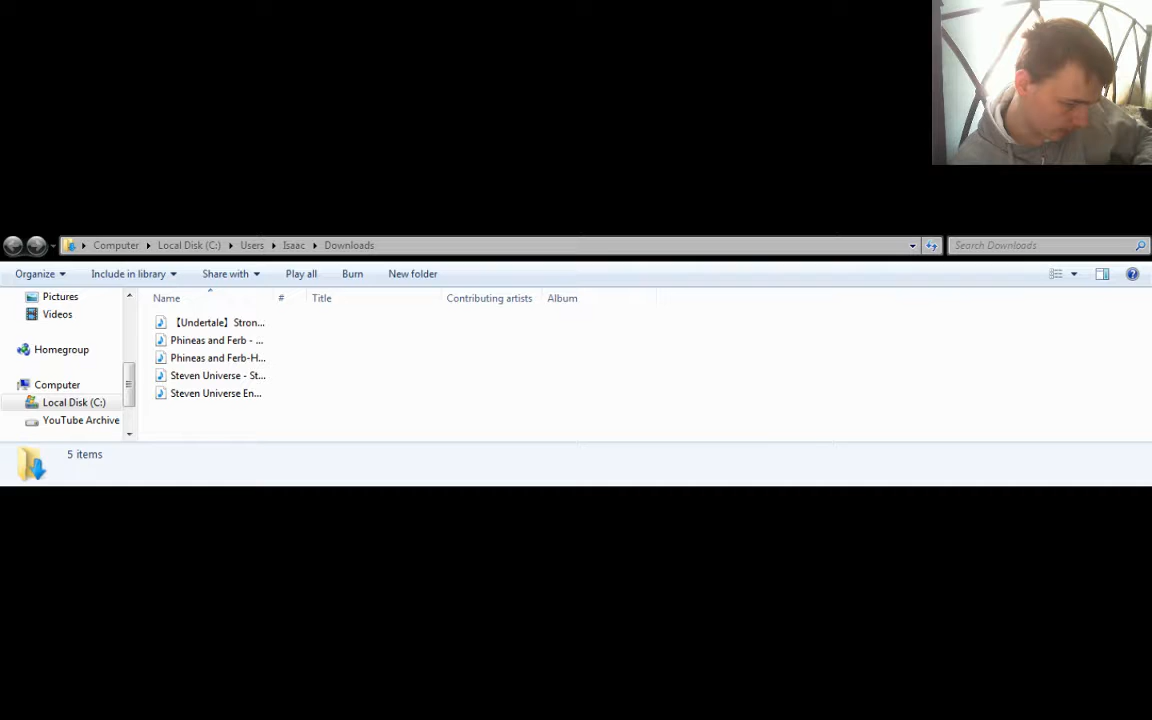 Computer Local Disk (C:) Users Isaac Downloads
Search Downloads
Organize Include in library Share with Play all Burn New folder
Pictures
Videos
Homegroup
Computer
Local Disk (C:)
YouTube Archive
Name # Title Contributing artists Album
【Undertale】Stron...
Phineas and Ferb - ...
Phineas and Ferb-H...
Steven Universe - St...
Steven Universe En...
5 items